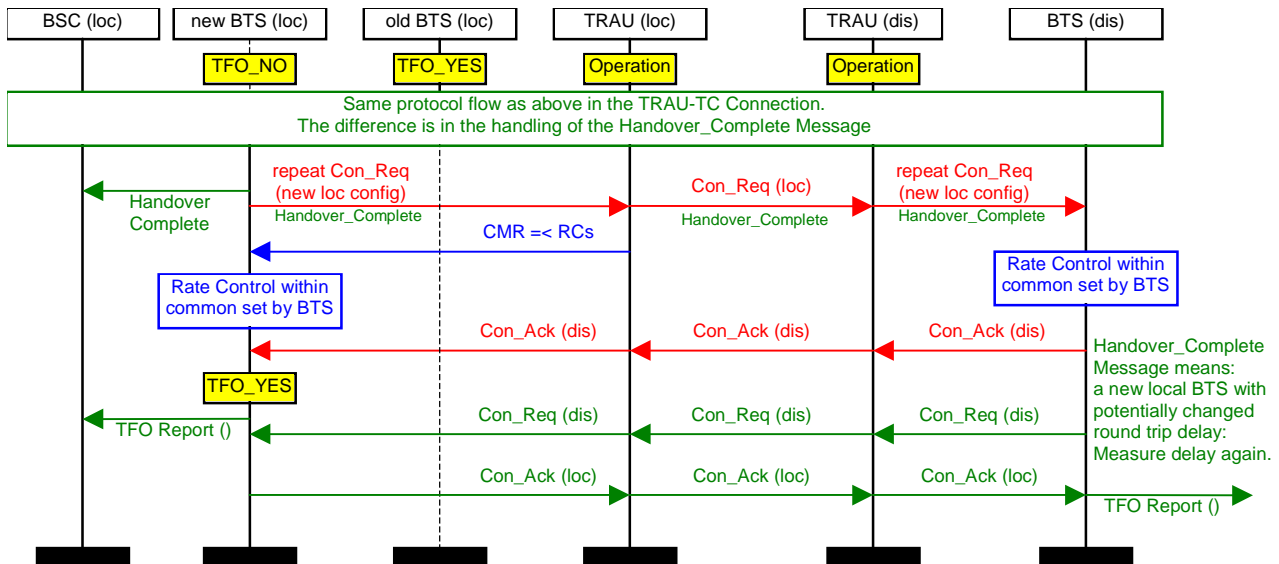 BSC (loc)
new BTS (loc)
old BTS (loc)
TRAU (loc)
TRAU (dis)
BTS (dis)
TFO_NO
TFO_YES
Operation
Operation
Same protocol flow as above in the TRAU-TC Connection.
The difference is in the handling of the Handover_Complete Message
Handover
Complete
repeat Con_Req
(new loc config)
Handover_Complete
Con_Req (loc)
Handover_Complete
repeat Con_Req
(new loc config)
Handover_Complete
CMR =< RCs
Rate Control within
common set by BTS
Rate Control within
common set by BTS
Con_Ack (dis)
Con_Ack (dis)
Con_Ack (dis)
Handover_Complete
Message means:
a new local BTS with
potentially changed
round trip delay:
Measure delay again.
TFO_YES
TFO Report ()
Con_Req (dis)
Con_Req (dis)
Con_Req (dis)
Con_Ack (loc)
Con_Ack (loc)
Con_Ack (loc)
TFO Report ()